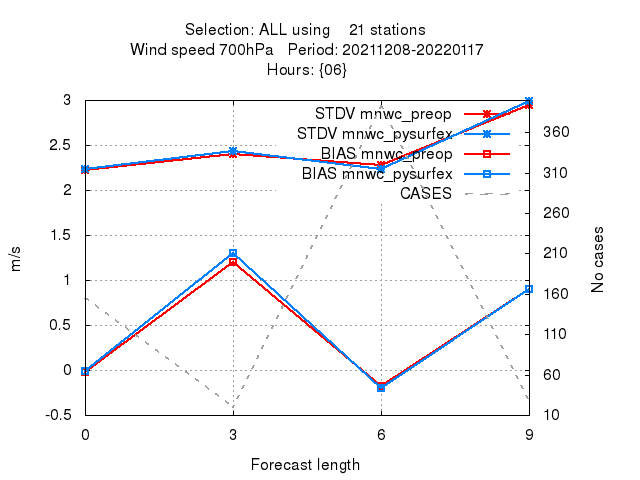 Selection: ALL using 21 stations
Wind speed 700hPa Period: 20211208-20220117
Hours: {06}
STDV mnwc_preop
STDV mnwc_pysurfex
BIAS mnwc_preop
BIAS mnwc_pysurfex
CASES
3
2.5
2
1.5
1
0.5
0
-0.5
m/s
360
310
260
210
160
110
60
10
No cases
0 3 6 9
Forecast length